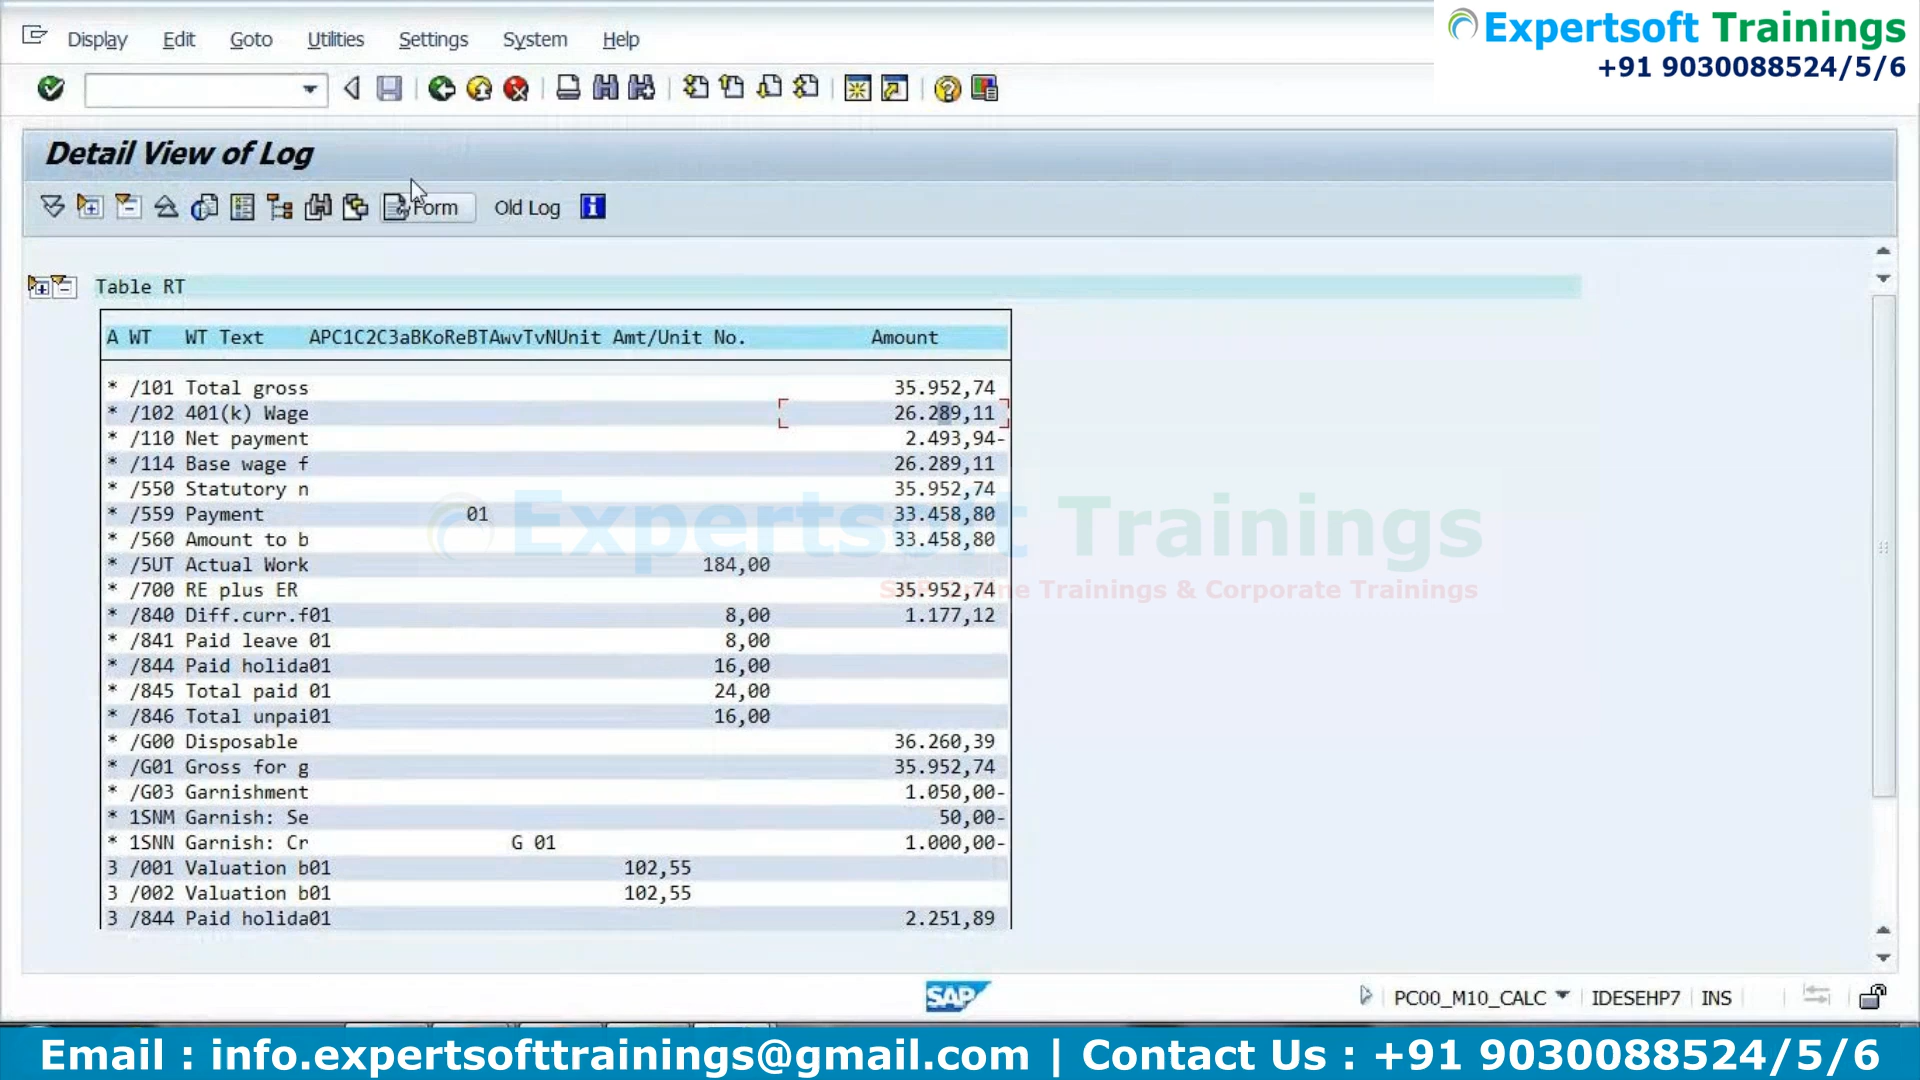 Display Edit Goto Utilities Settings System Help
Expertsoft Trainings
+91 9030088524/5/6
Detail View of Log
Form Old Log
Table RT
A WT WT Text APC1C2C3aBKoReBTAwvTvNUnit Amt/Unit No. Amount
* /101 Total gross 35.952,74
* /102 401(k) Wage 26.289,11
* /110 Net payment 2.493,94-
* /114 Base wage f 26.289,11
* /550 Statutory n 35.952,74
* /559 Payment 01 33.458,80
* /560 Amount to b 33.458,80
* /5UT Actual Work 184,00
* /700 RE plus ER 35.952,74
* /840 Diff.curr.f01 8,00 1.177,12
* /841 Paid leave 01 8,00
* /844 Paid holida01 16,00
* /845 Total paid 01 24,00
* /846 Total unpai01 16,00
* /G00 Disposable 36.260,39
* /G01 Gross for g 35.952,74
* /G03 Garnishment 1.050,00-
* 1SNM Garnish: Se 50,00-
* 1SNN Garnish: Cr G 01 1.000,00-
3 /001 Valuation b01 102,55
3 /002 Valuation b01 102,55
3 /844 Paid holida01 2.251,89
Expertsoft Trainings
SAP Online Trainings & Corporate Trainings
SAP
PC00_M10_CALC IDESEHP7 INS
Email : info.expertsofttrainings@gmail.com | Contact Us : +91 9030088524/5/6